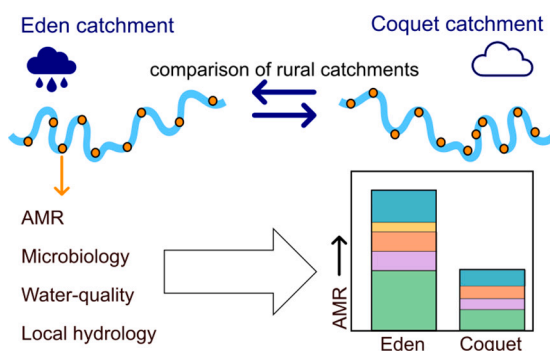 Eden catchment
Coquet catchment
comparison of rural catchments
AMR
Microbiology
Water-quality
Local hydrology
AMR
Eden
Coquet